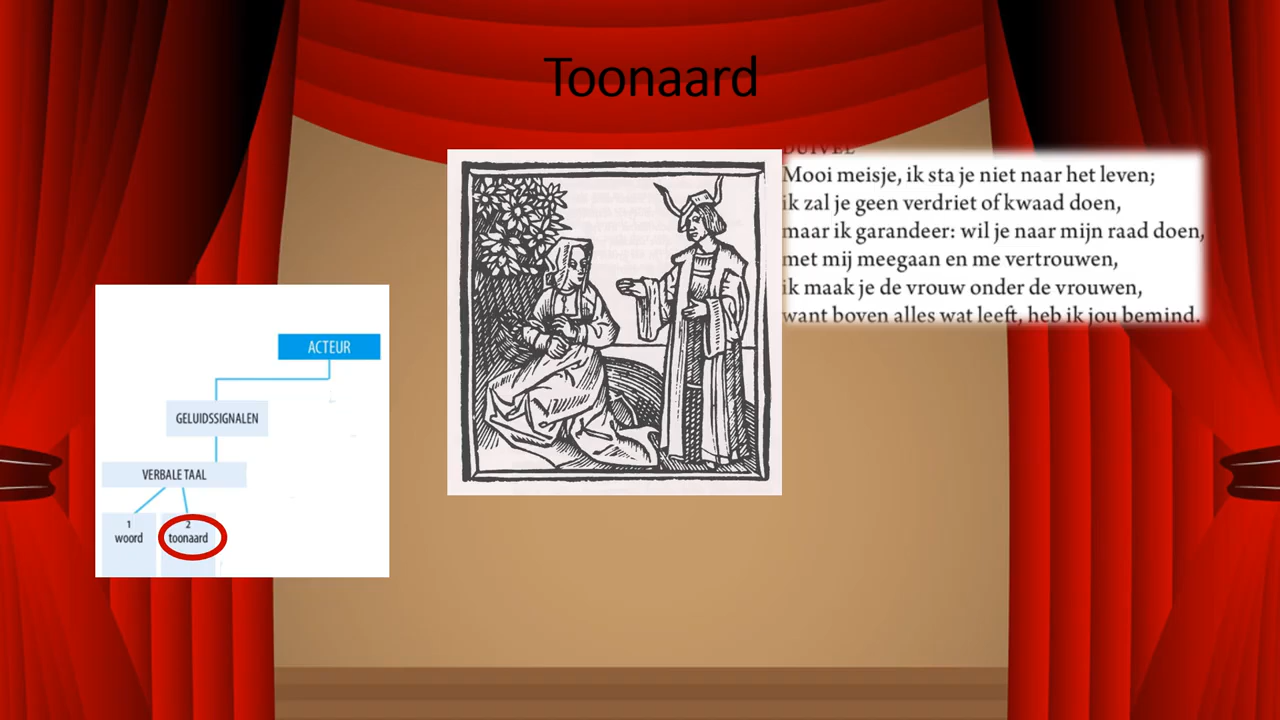 Toonaard
DUIVEL
Mooi meisje, ik sta je niet naar het leven;
ik zal je geen verdriet of kwaad doen,
maar ik garandeer: wil je naar mijn raad doen,
met mij meegaan en me vertrouwen,
ik maak je de vrouw onder de vrouwen,
want boven alles wat leeft, heb ik jou bemind.
ACTEUR
GELUIDSSIGNALEN
VERBALE TAAL
1
woord
2
toonaard